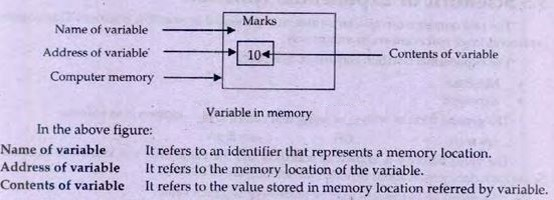 Marks
Name of variable
Address of variable
10
Contents of variable
Computer memory
Variable in memory
In the above figure:
Name of variable It refers to an identifier that represents a memory location.
Address of variable It refers to the memory location of the variable.
Contents of variable It refers to the value stored in memory location referred by variable.